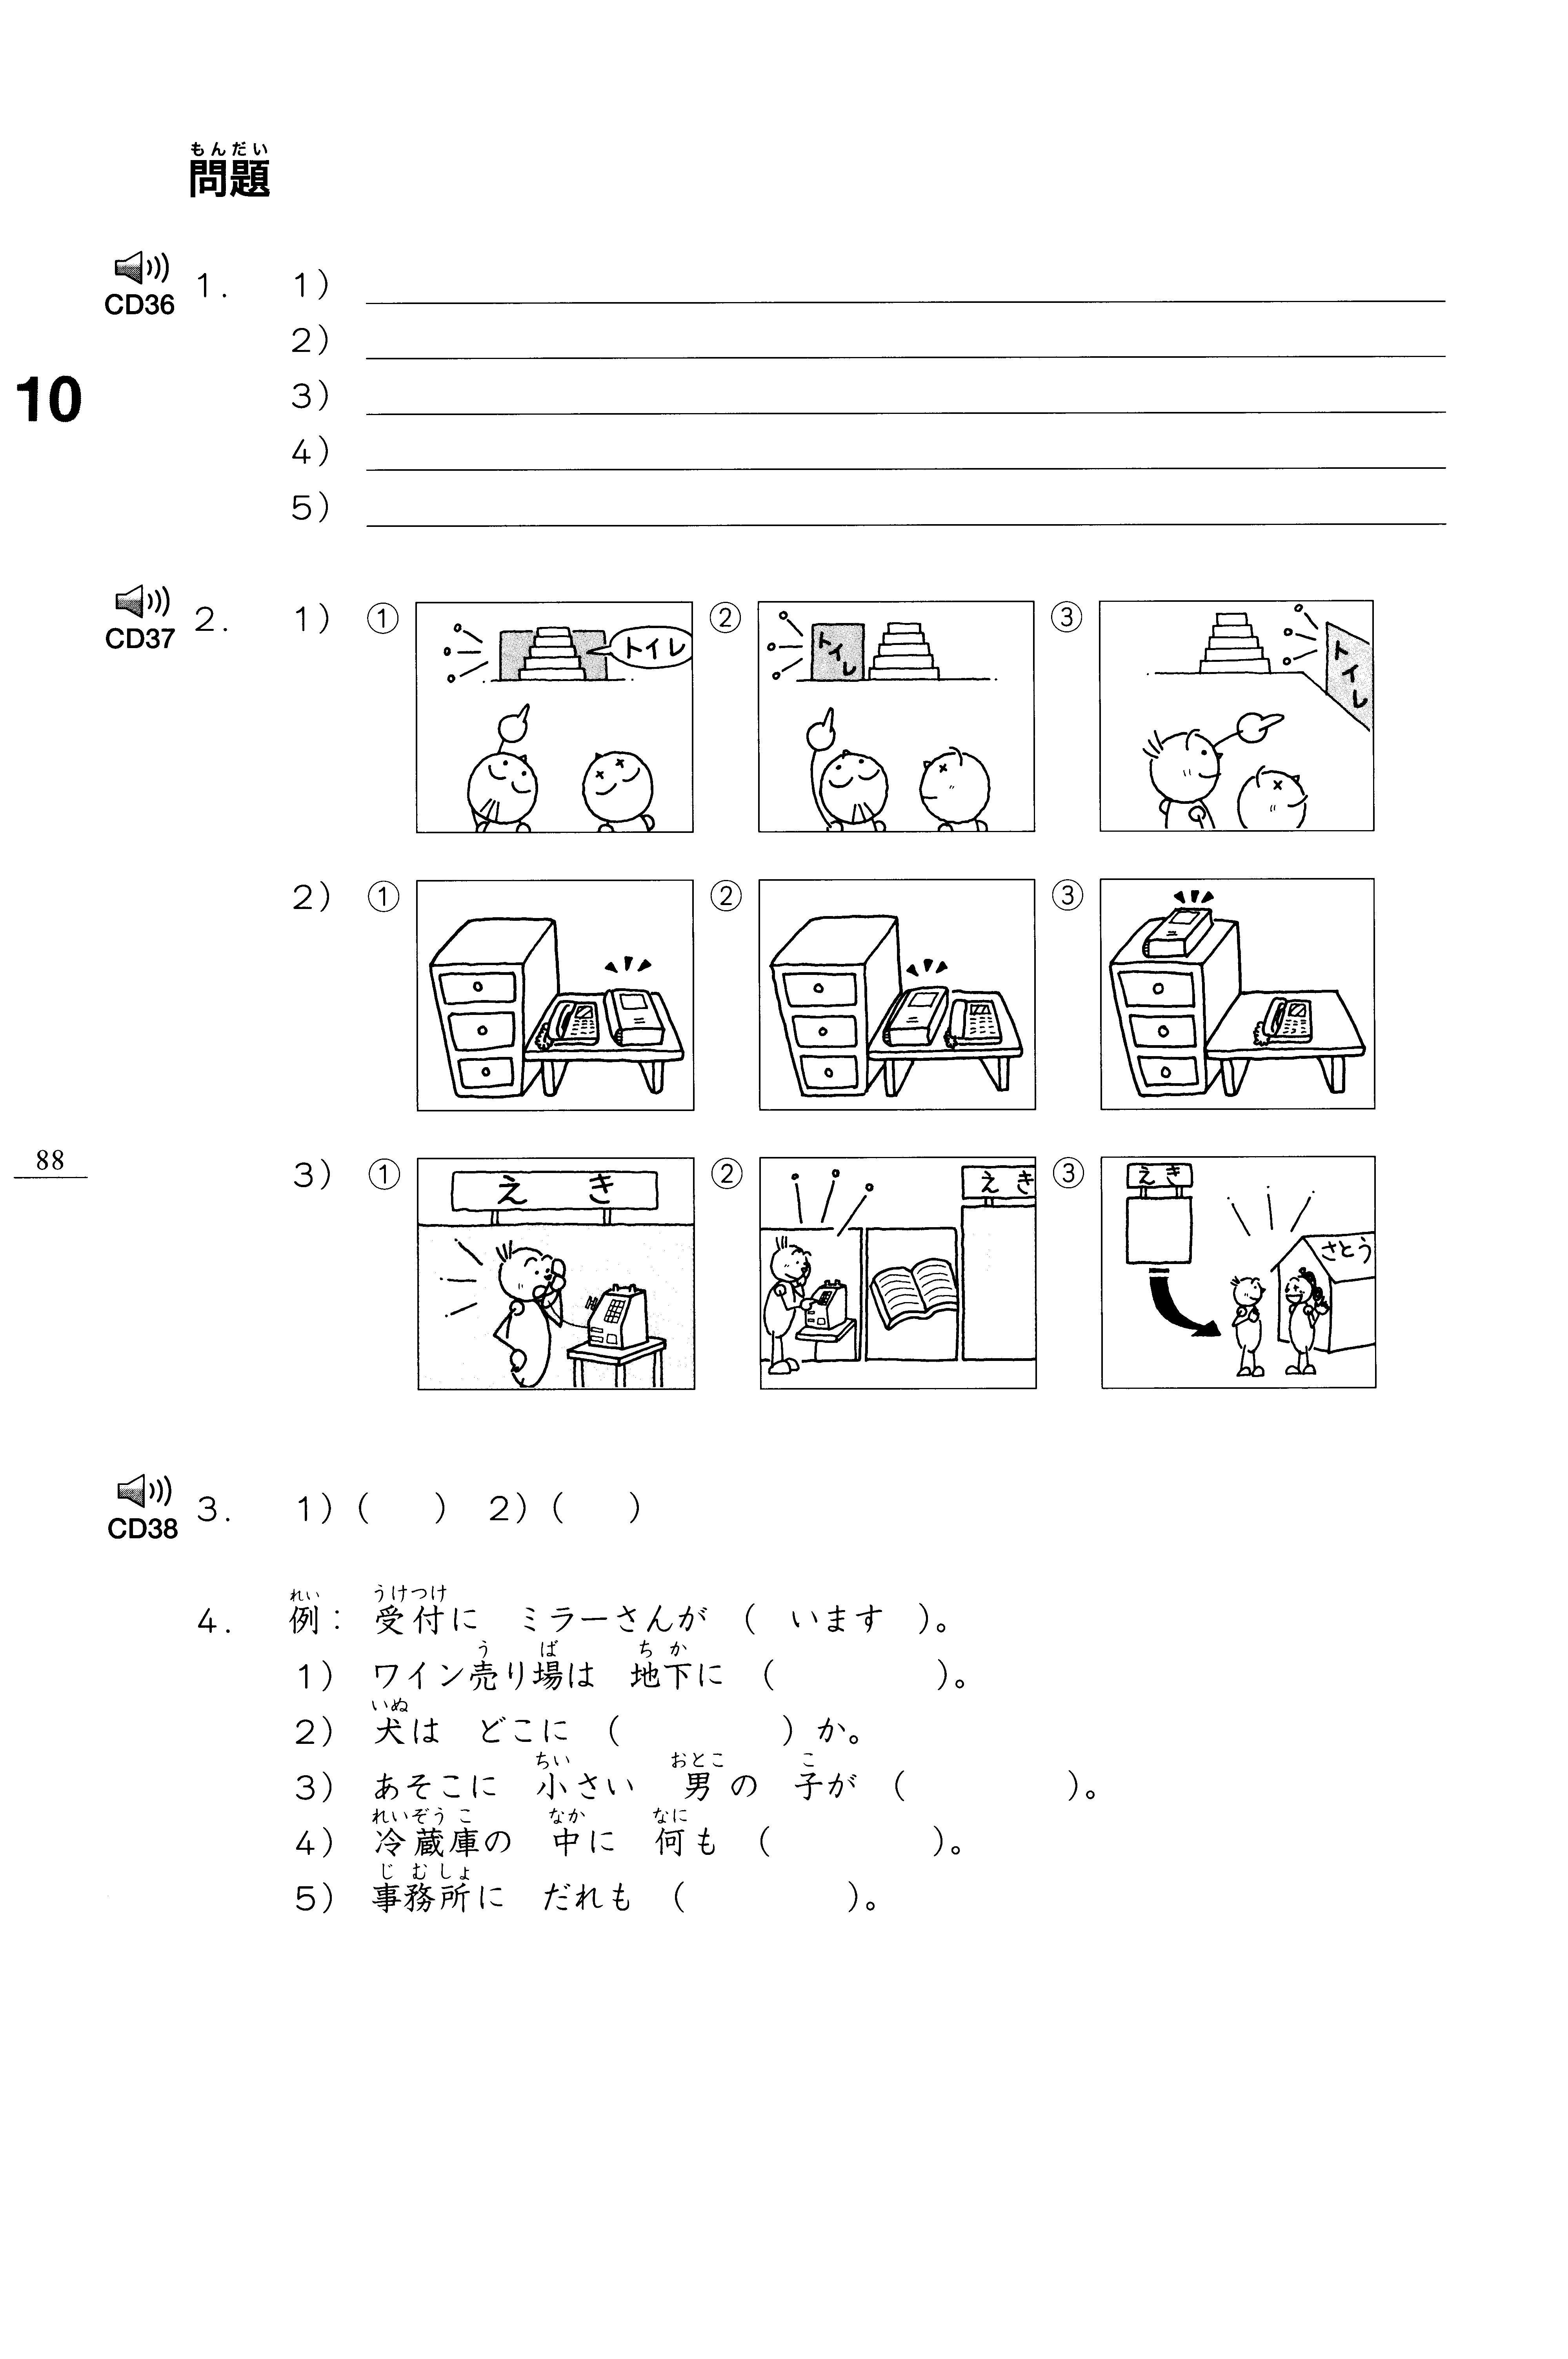 もんだい
問題
CD36
1. 1)
2)
3)
4)
5)
10
CD37
2. 1) ① トイレ ② トイレ ③ トイレ
2) ① ② ③
88
3) ① えき ② えき ③ えき さとう
CD38
3. 1) ( ) 2) ( )
れい うけつけ
4. 例: 受付に ミラーさんが ( います )。
う ば ちか
1) ワイン売り場は 地下に ( )。
いぬ
2) 犬は どこに ( ) か。
ちい おとこ こ
3) あそこに 小さい 男の 子が ( )。
れいぞうこ なか なに
4) 冷蔵庫の 中に 何も ( )。
じむしょ
5) 事務所に だれも ( )。